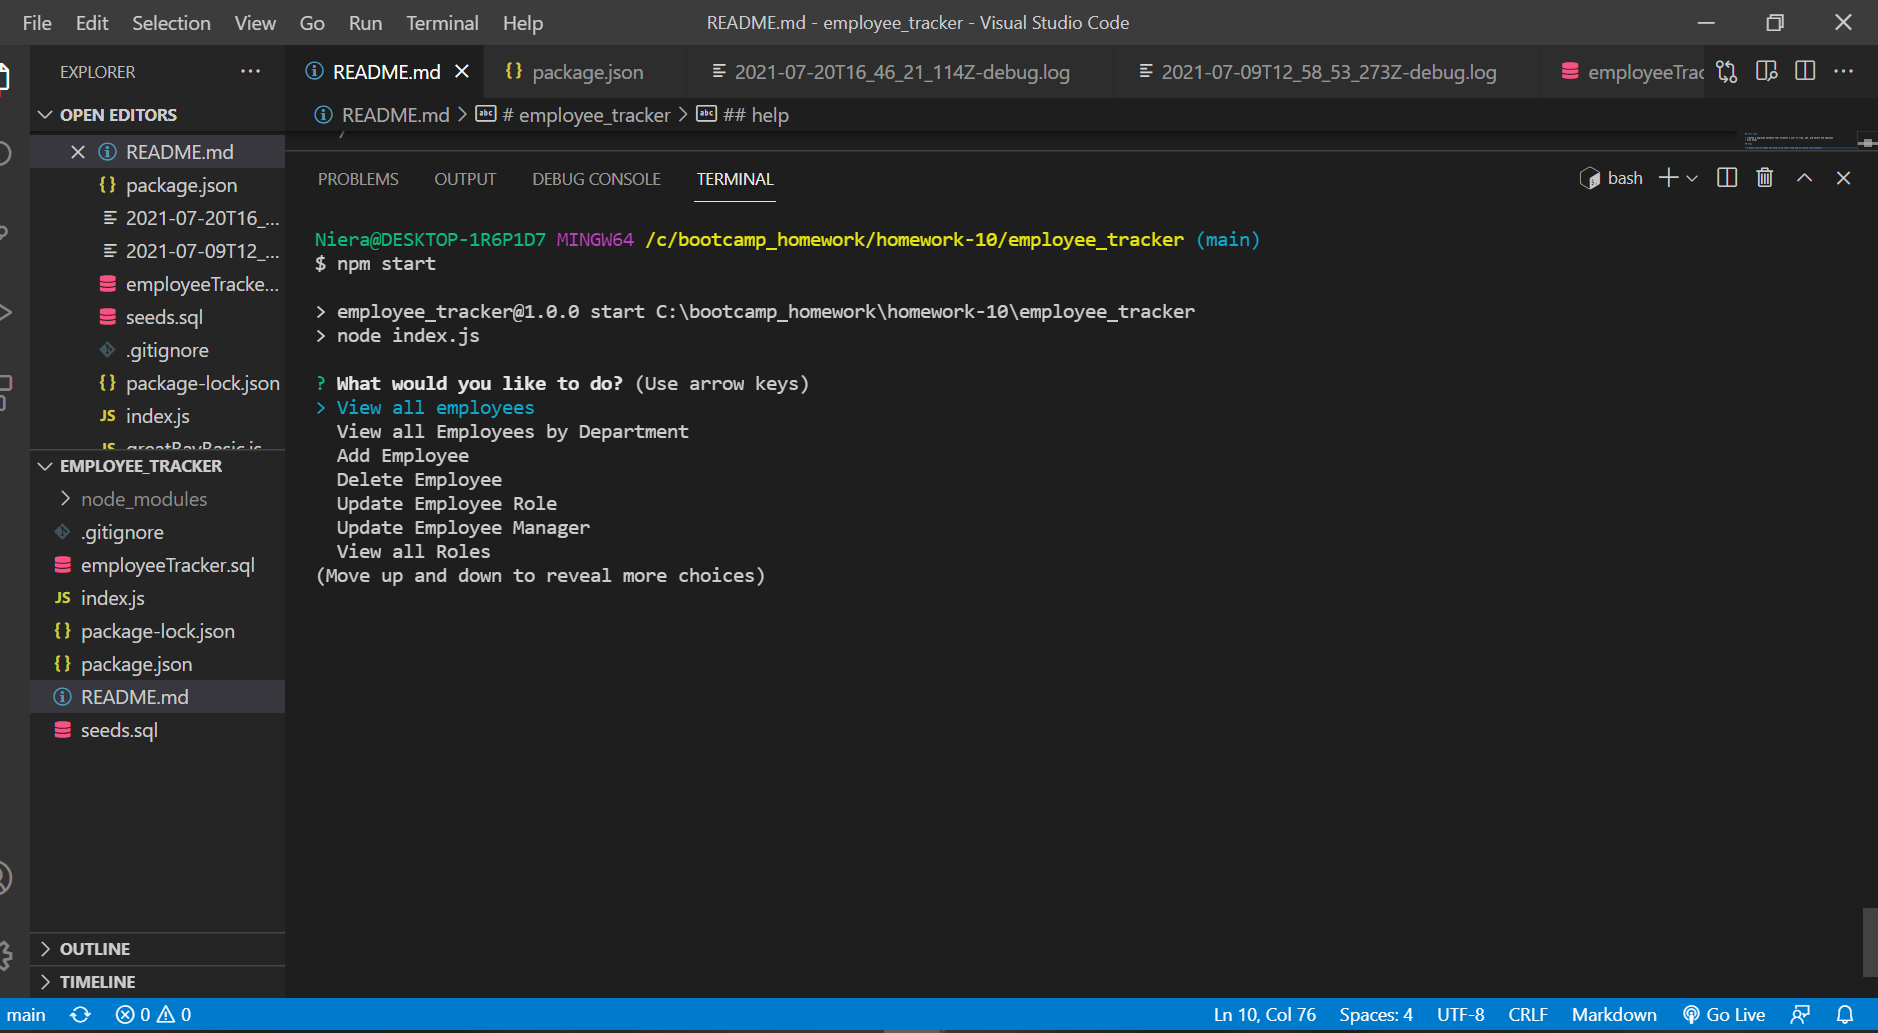 File Edit Selection View Go Run Terminal Help README.md - employee_tracker - Visual Studio Code
EXPLORER
OPEN EDITORS
README.md
package.json
2021-07-20T16_...
2021-07-09T12_...
employeeTracke...
seeds.sql
.gitignore
package-lock.json
index.js
greatBayBasic.js
EMPLOYEE_TRACKER
node_modules
.gitignore
employeeTracker.sql
index.js
package-lock.json
package.json
README.md
seeds.sql
OUTLINE
TIMELINE
README.md package.json 2021-07-20T16_46_21_114Z-debug.log 2021-07-09T12_58_53_273Z-debug.log employeeTrac
README.md > # employee_tracker > ## help
PROBLEMS OUTPUT DEBUG CONSOLE TERMINAL bash
Niera@DESKTOP-1R6P1D7 MINGW64 /c/bootcamp_homework/homework-10/employee_tracker (main)
$ npm start
> employee_tracker@1.0.0 start C:\bootcamp_homework\homework-10\employee_tracker
> node index.js
? What would you like to do? (Use arrow keys)
> View all employees
View all Employees by Department
Add Employee
Delete Employee
Update Employee Role
Update Employee Manager
View all Roles
(Move up and down to reveal more choices)
main 0 0 Ln 10, Col 76 Spaces: 4 UTF-8 CRLF Markdown Go Live